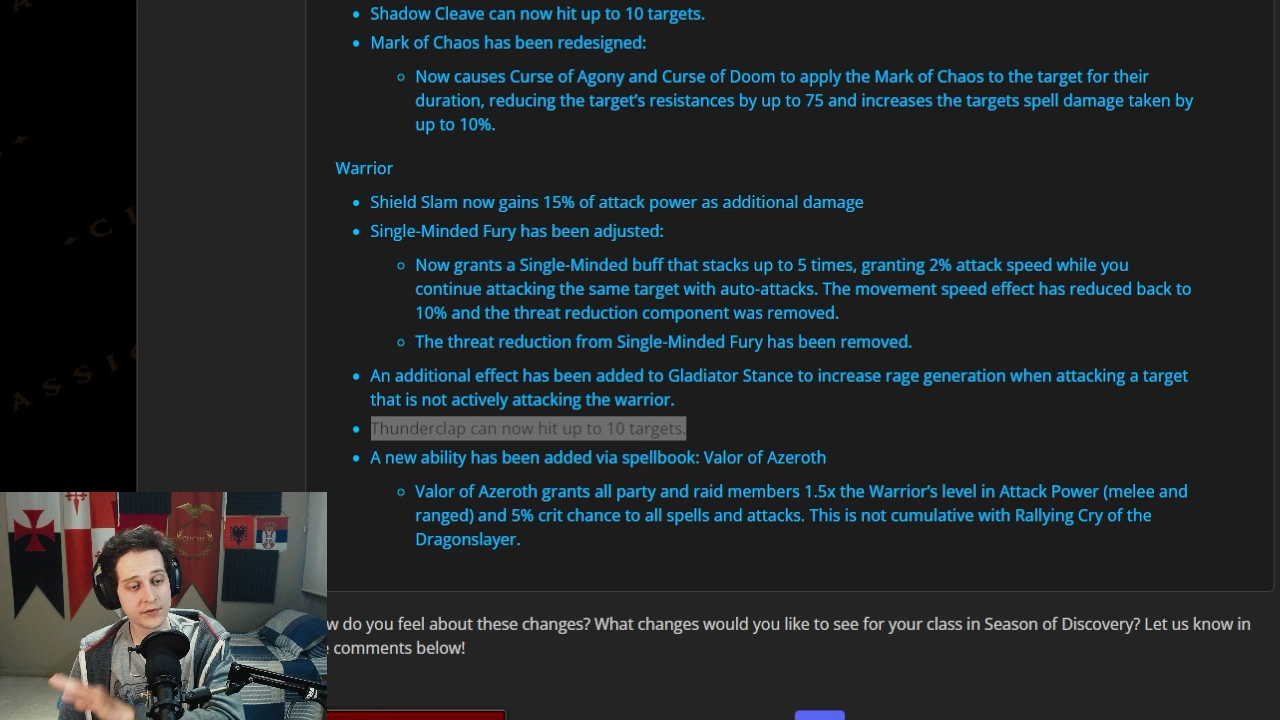 Shadow Cleave can now hit up to 10 targets.
Mark of Chaos has been redesigned:
Now causes Curse of Agony and Curse of Doom to apply the Mark of Chaos to the target for their
duration, reducing the target's resistances by up to 75 and increases the targets spell damage taken by
up to 10%.
Warrior
Shield Slam now gains 15% of attack power as additional damage
Single-Minded Fury has been adjusted:
Now grants a Single-Minded buff that stacks up to 5 times, granting 2% attack speed while you
continue attacking the same target with auto-attacks. The movement speed effect has reduced back to
10% and the threat reduction component was removed.
The threat reduction from Single-Minded Fury has been removed.
An additional effect has been added to Gladiator Stance to increase rage generation when attacking a target
that is not actively attacking the warrior.
Thunderclap can now hit up to 10 targets.
A new ability has been added via spellbook: Valor of Azeroth
Valor of Azeroth grants all party and raid members 1.5x the Warrior's level in Attack Power (melee and
ranged) and 5% crit chance to all spells and attacks. This is not cumulative with Rallying Cry of the
Dragonslayer.
do you feel about these changes? What changes would you like to see for your class in Season of Discovery? Let us know in
comments below!